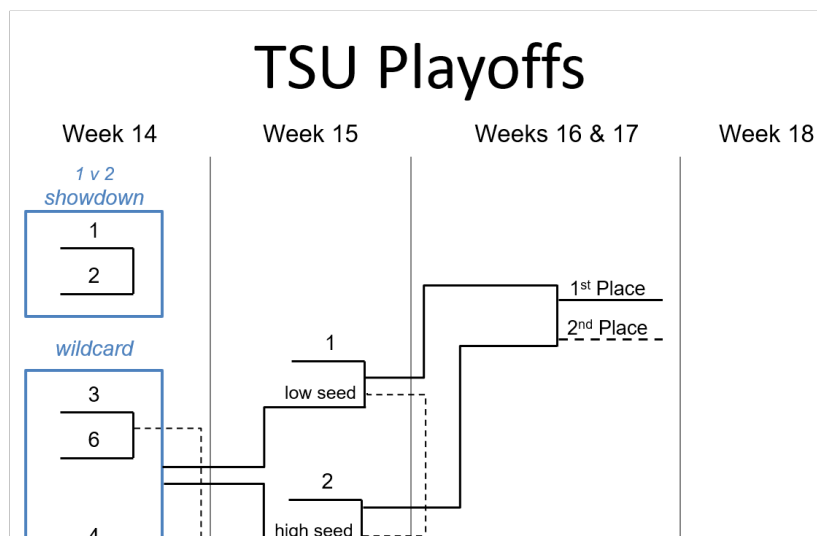 TSU Playoffs
Week 14
Week 15
Weeks 16 & 17
Week 18
1 v 2
showdown
1
2
wildcard
3
6
4
1
low seed
2
high seed
1st Place
2nd Place